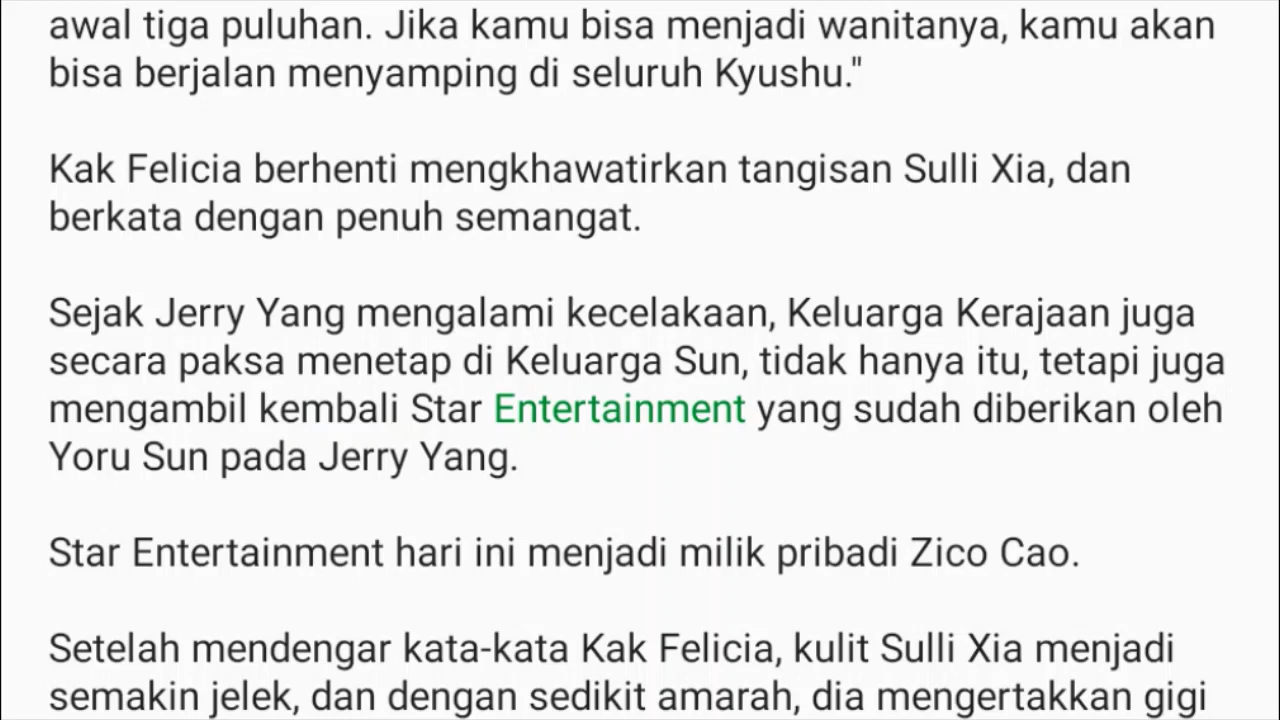 awal tiga puluhan. Jika kamu bisa menjadi wanitanya, kamu akan
bisa berjalan menyamping di seluruh Kyushu."
Kak Felicia berhenti mengkhawatirkan tangisan Sulli Xia, dan
berkata dengan penuh semangat.
Sejak Jerry Yang mengalami kecelakaan, Keluarga Kerajaan juga
secara paksa menetap di Keluarga Sun, tidak hanya itu, tetapi juga
mengambil kembali Star Entertainment yang sudah diberikan oleh
Yoru Sun pada Jerry Yang.
Star Entertainment hari ini menjadi milik pribadi Zico Cao.
Setelah mendengar kata-kata Kak Felicia, kulit Sulli Xia menjadi
semakin jelek, dan dengan sedikit amarah, dia mengertakkan gigi